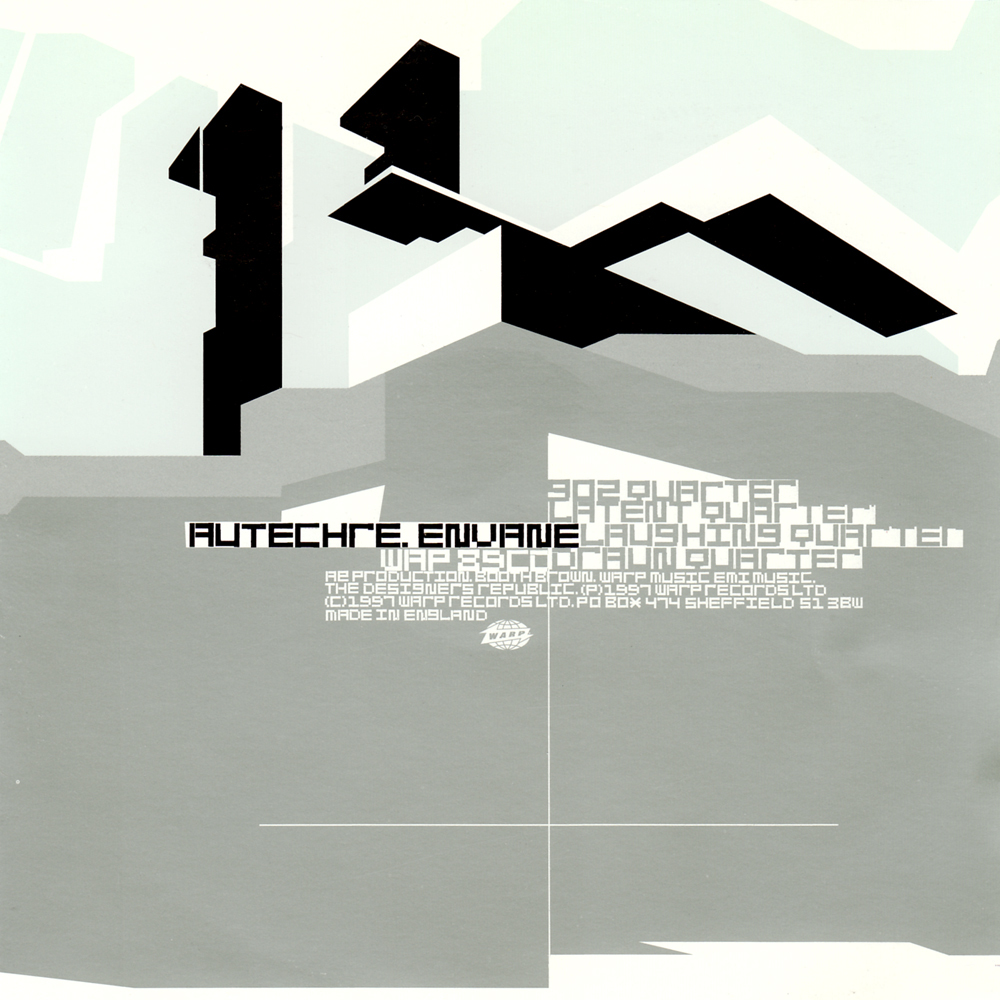 902 QUARTER
LATENT QUARTER
AUTECHRE. ENVANE LAUGHING QUARTER
WAP 89CD DRAUN QUARTER
AE PRODUCTION. BOOTH BROWN. WARP MUSIC EMI MUSIC.
THE DESIGNERS REPUBLIC. (P)1997 WARP RECORDS LTD
(C)1997 WARP RECORDS LTD. PO BOX 474 SHEFFIELD S1 3BW
MADE IN ENGLAND
WARP